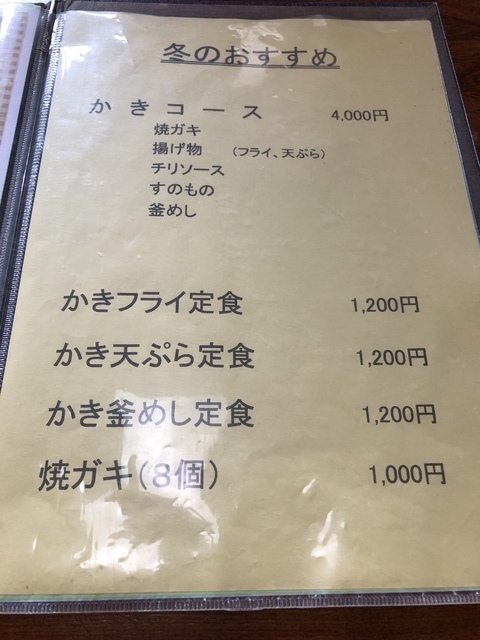 冬のおすすめ
かきコース 4,000円
焼ガキ
揚げ物 (フライ、天ぷら)
チリソース
すのもの
釜めし
かきフライ定食 1,200円
かき天ぷら定食 1,200円
かき釜めし定食 1,200円
焼ガキ(8個) 1,000円